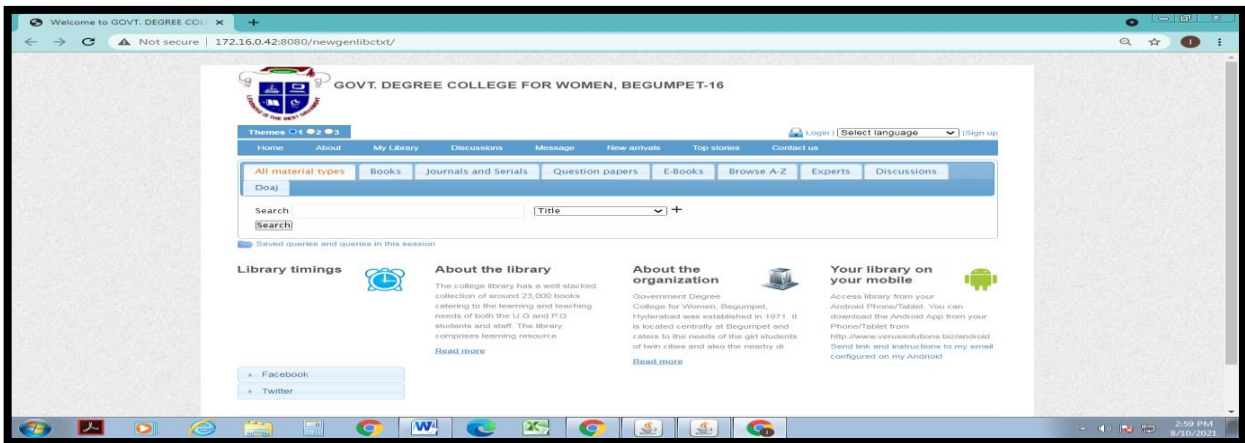 Welcome to GOVT. DEGREE COL
Not secure | 172.16.0.42:8080/newgenlibctxt/
GOVT. DEGREE COLLEGE FOR WOMEN, BEGUMPET-16
Themes 1 2 3
Login | Select language | Sign up
Home About My Library Discussions Message New arrivals Top stories Contact us
All material types Books Journals and Serials Question papers E-Books Browse A-Z Experts Discussions
Doaj
Search Title +
Search
Saved queries and queries in this session
Library timings
About the library
The college library has a well stacked
collection of around 23,000 books
catering to the learning and teaching
needs of both the U.G and P.G
students and staff. The library
comprises learning resource
Read more
About the
organization
Government Degree
College for Women, Begumpet,
Hyderabad was established in 1971. It
is located centrally at Begumpet and
caters to the needs of the girl students
of twin cities and also the nearby di
Read more
Your library on
your mobile
Access library from your
Android Phone/Tablet. You can
download the Android App from your
Phone/Tablet from
http://www.verussolutions.biz/android
Send link and instructions to my email
configured on my Andriod
Facebook
Twitter
2:59 PM
8/10/2021